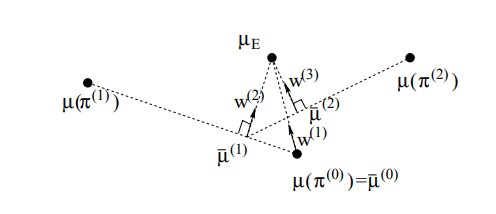 μ_E
w^(3)
μ(π^(2))
μ(π^(1))
w^(2)
μ̄^(2)
w^(1)
μ̄^(1)
μ(π^(0))=μ̄^(0)